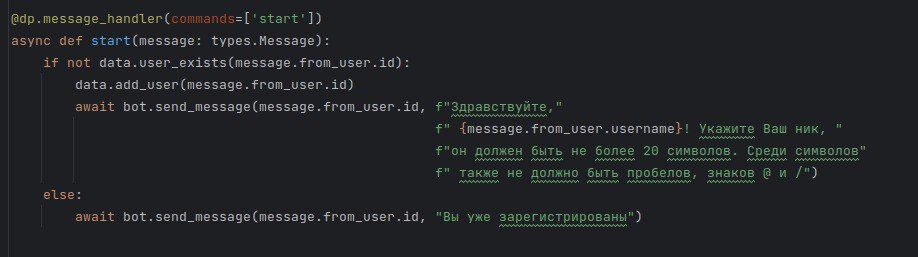 @dp.message_handler(commands=['start'])
async def start(message: types.Message):
    if not data.user_exists(message.from_user.id):
        data.add_user(message.from_user.id)
        await bot.send_message(message.from_user.id, f"Здравствуйте,"
                                                     f" {message.from_user.username}! Укажите Ваш ник, "
                                                     f"он должен быть не более 20 символов. Среди символов"
                                                     f" также не должно быть пробелов, знаков @ и /")
    else:
        await bot.send_message(message.from_user.id, "Вы уже зарегистрированы")